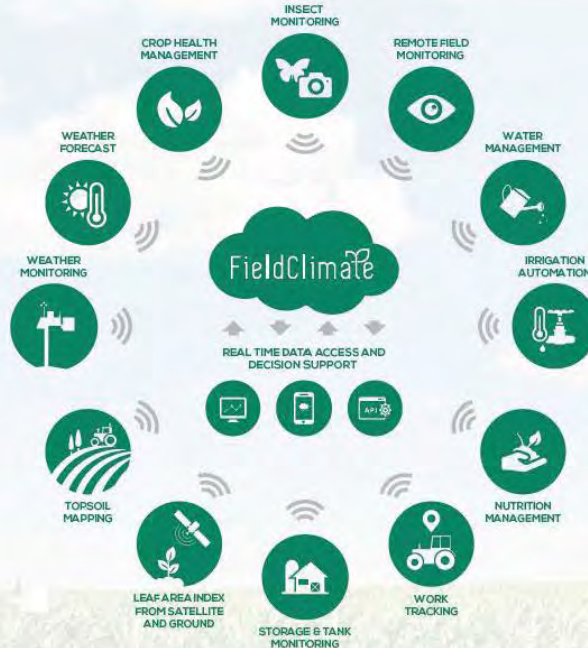 INSECT
MONITORING
CROP HEALTH
MANAGEMENT
REMOTE FIELD
MONITORING
WEATHER
FORECAST
WATER
MANAGEMENT
FieldClimate
WEATHER
MONITORING
IRRIGATION
AUTOMATION
REAL TIME DATA ACCESS AND
DECISION SUPPORT
API
TOPSOIL
MAPPING
NUTRITION
MANAGEMENT
LEAF AREA INDEX
FROM SATELLITE
AND GROUND
WORK
TRACKING
STORAGE & TANK
MONITORING